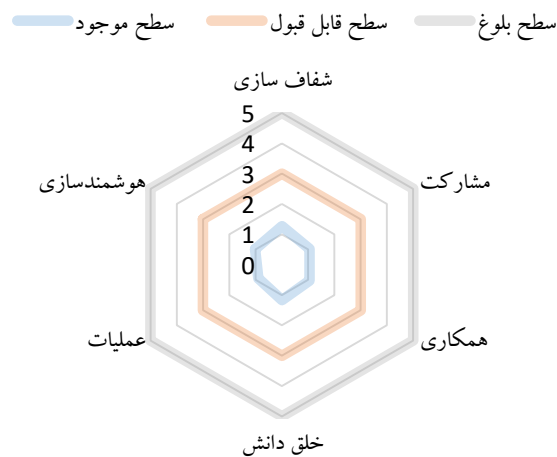 سطح بلوغ سطح قابل قبول سطح موجود
شفاف سازی
5
4
مشارکت
هوشمندسازی
3
2
1
0
همکاری
عملیات
خلق دانش